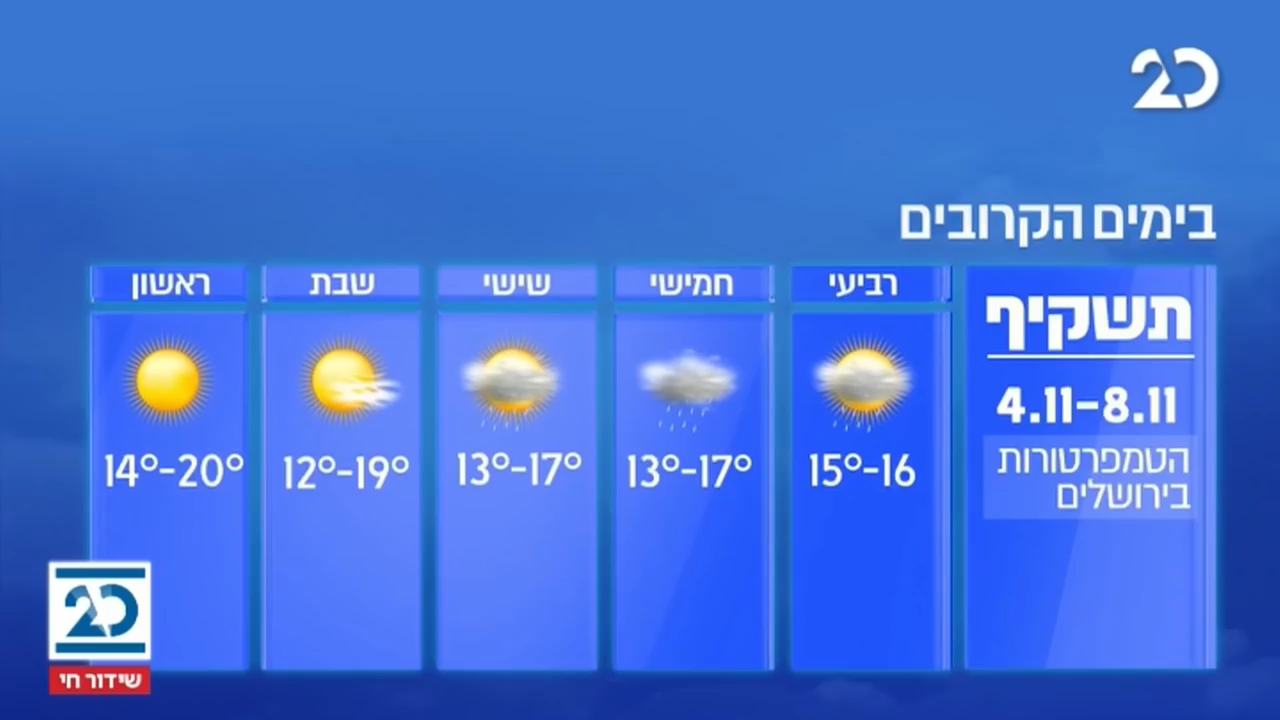 20
בימים הקרובים
תשקיף
4.11-8.11
הטמפרטורות
בירושלים
רביעי
15°-16
חמישי
13°-17°
שישי
13°-17°
שבת
12°-19°
ראשון
14°-20°
20
שידור חי